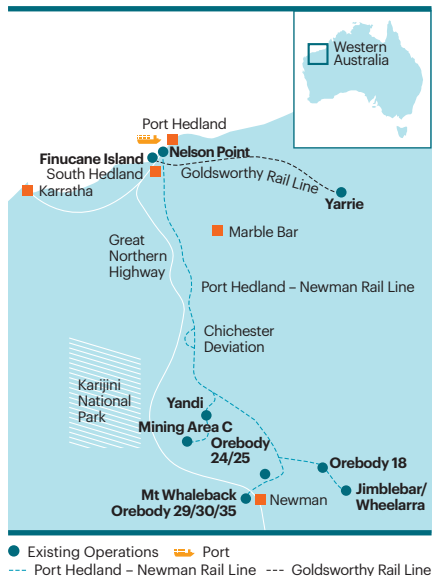 Western
Australia
Port Hedland
Nelson Point
Finucane Island
South Hedland
Goldsworthy Rail Line
Karratha
Yarrie
Marble Bar
Great
Northern
Highway
Port Hedland – Newman Rail Line
Chichester
Deviation
Karijini
National
Park
Yandi
Mining Area C
Orebody
24/25
Orebody 18
Mt Whaleback
Orebody 29/30/35
Newman
Jimblebar/
Wheelarra
Existing Operations Port
Port Hedland – Newman Rail Line Goldsworthy Rail Line